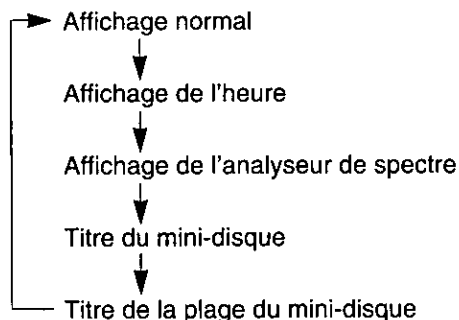 Affichage normal
Affichage de l'heure
Affichage de l'analyseur de spectre
Titre du mini-disque
Titre de la plage du mini-disque